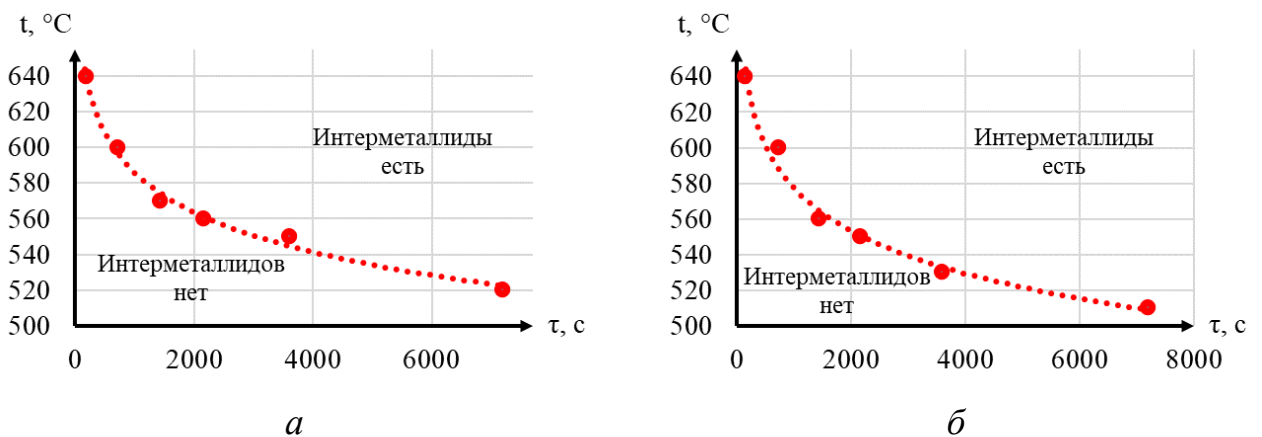 t, °C
640
620
600
580
560
540
520
500
Интерметаллиды
есть
Интерметаллидов
нет
0
2000
4000
6000
τ, с
а
t, °C
640
620
600
580
560
540
520
500
Интерметаллиды
есть
Интерметаллидов
нет
0
2000
4000
6000
8000
τ, с
б